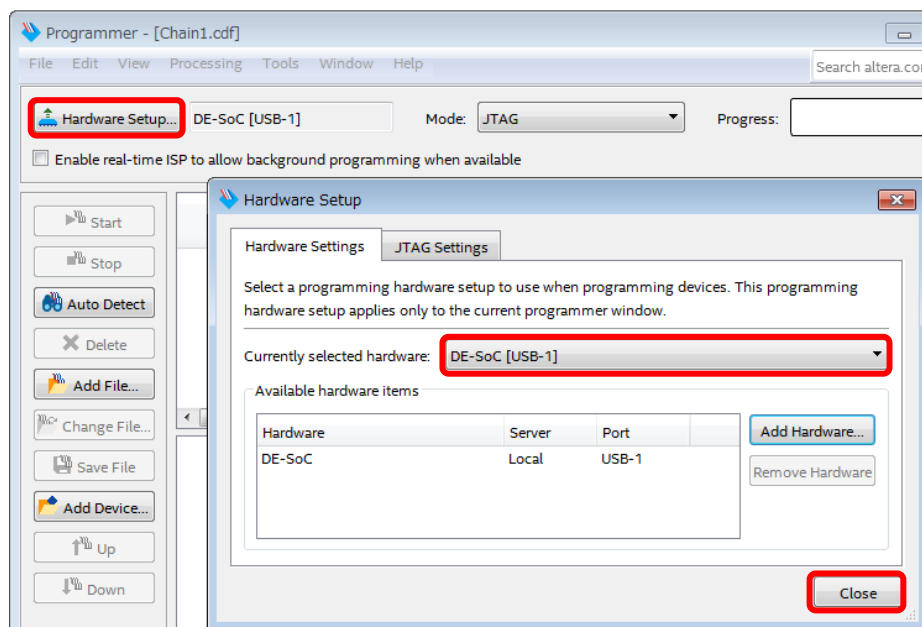 Programmer - [Chain1.cdf]
File Edit View Processing Tools Window Help
Search altera.co
Hardware Setup... DE-SoC [USB-1] Mode: JTAG Progress:
Enable real-time ISP to allow background programming when available
Start
Stop
Auto Detect
Delete
Add File...
Change File...
Save File
Add Device...
Up
Down
Hardware Setup
Hardware Settings JTAG Settings
Select a programming hardware setup to use when programming devices. This programming
hardware setup applies only to the current programmer window.
Currently selected hardware: DE-SoC [USB-1]
Available hardware items
Hardware Server Port
DE-SoC Local USB-1
Add Hardware...
Remove Hardware
Close